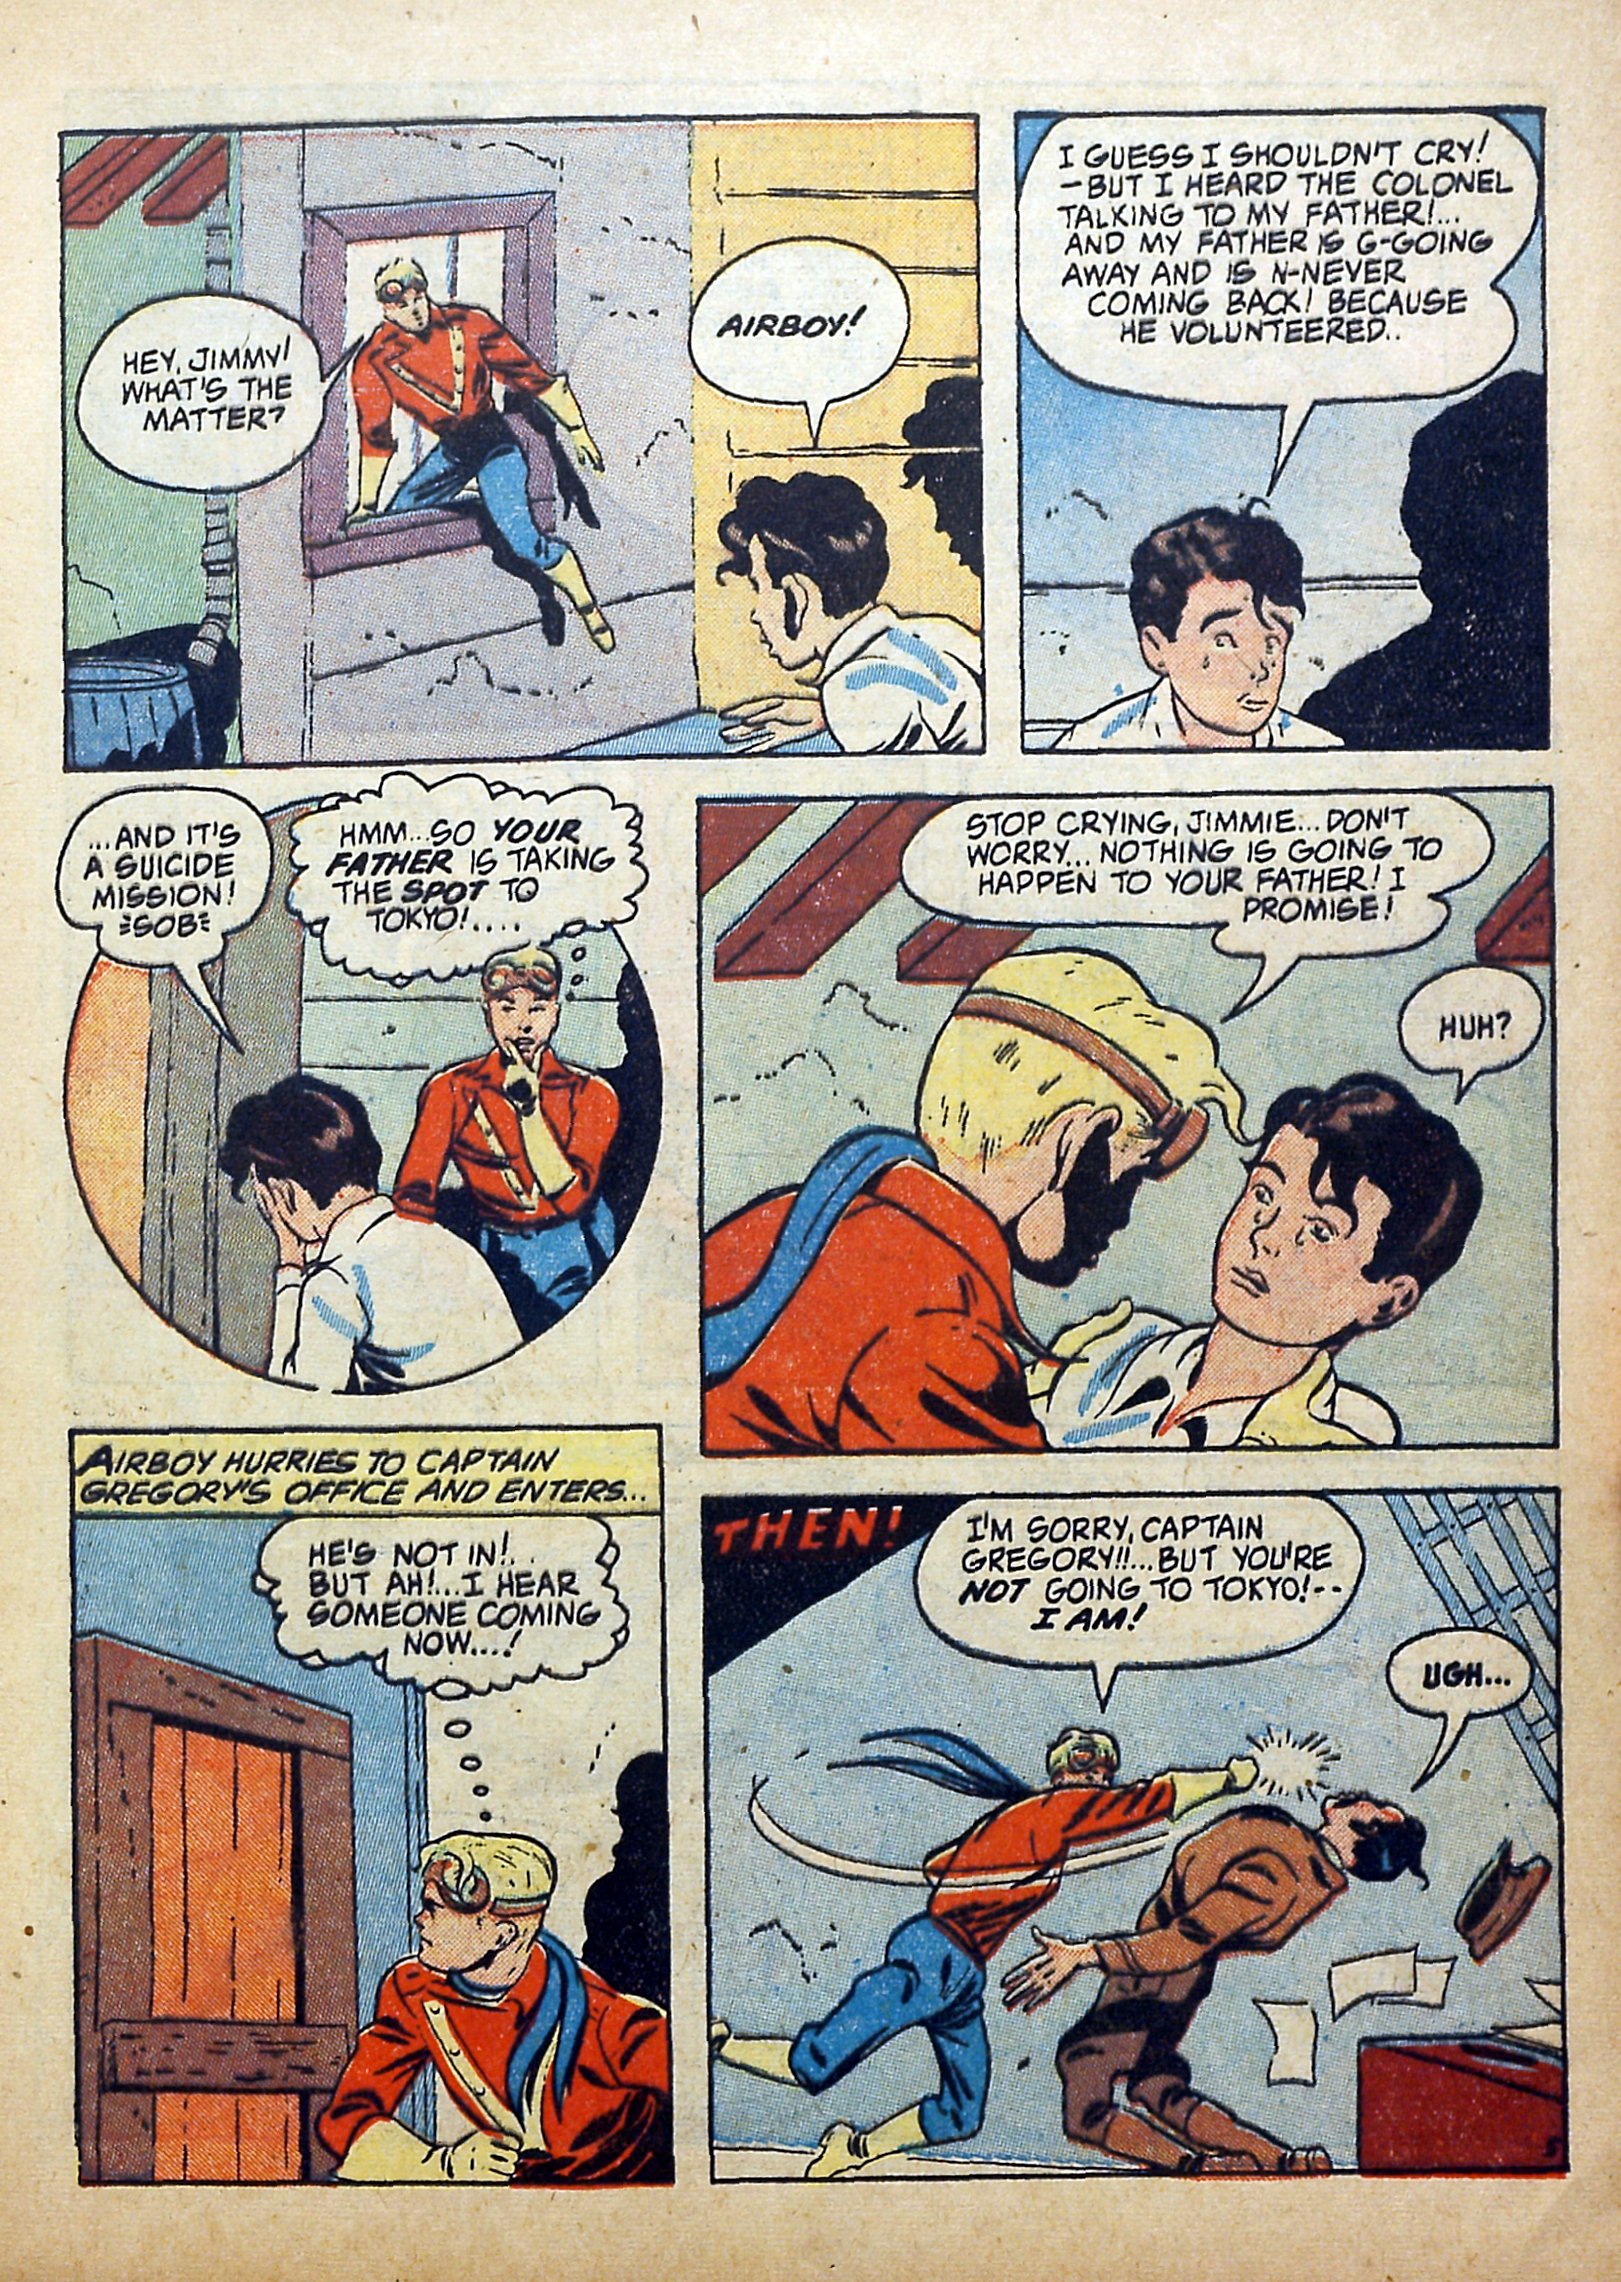 HEY, JIMMY!
WHAT'S THE
MATTER?
AIRBOY!
I GUESS I SHOULDN'T CRY!
-BUT I HEARD THE COLONEL
TALKING TO MY FATHER!...
AND MY FATHER IS G-GOING
AWAY AND IS N-NEVER
COMING BACK! BECAUSE
HE VOLUNTEERED..
...AND IT'S
A SUICIDE
MISSION!
SOB
HMM...SO YOUR
FATHER IS TAKING
THE SPOT TO
TOKYO!....
STOP CRYING, JIMMIE... DON'T
WORRY... NOTHING IS GOING TO
HAPPEN TO YOUR FATHER! I
PROMISE!
HUH?
AIRBOY HURRIES TO CAPTAIN
GREGORY'S OFFICE AND ENTERS...
HE'S NOT IN!..
BUT AH!...I HEAR
SOMEONE COMING
NOW....!
THEN!
I'M SORRY, CAPTAIN
GREGORY!!...BUT YOU'RE
NOT GOING TO TOKYO!--
I AM!
UGH...
5